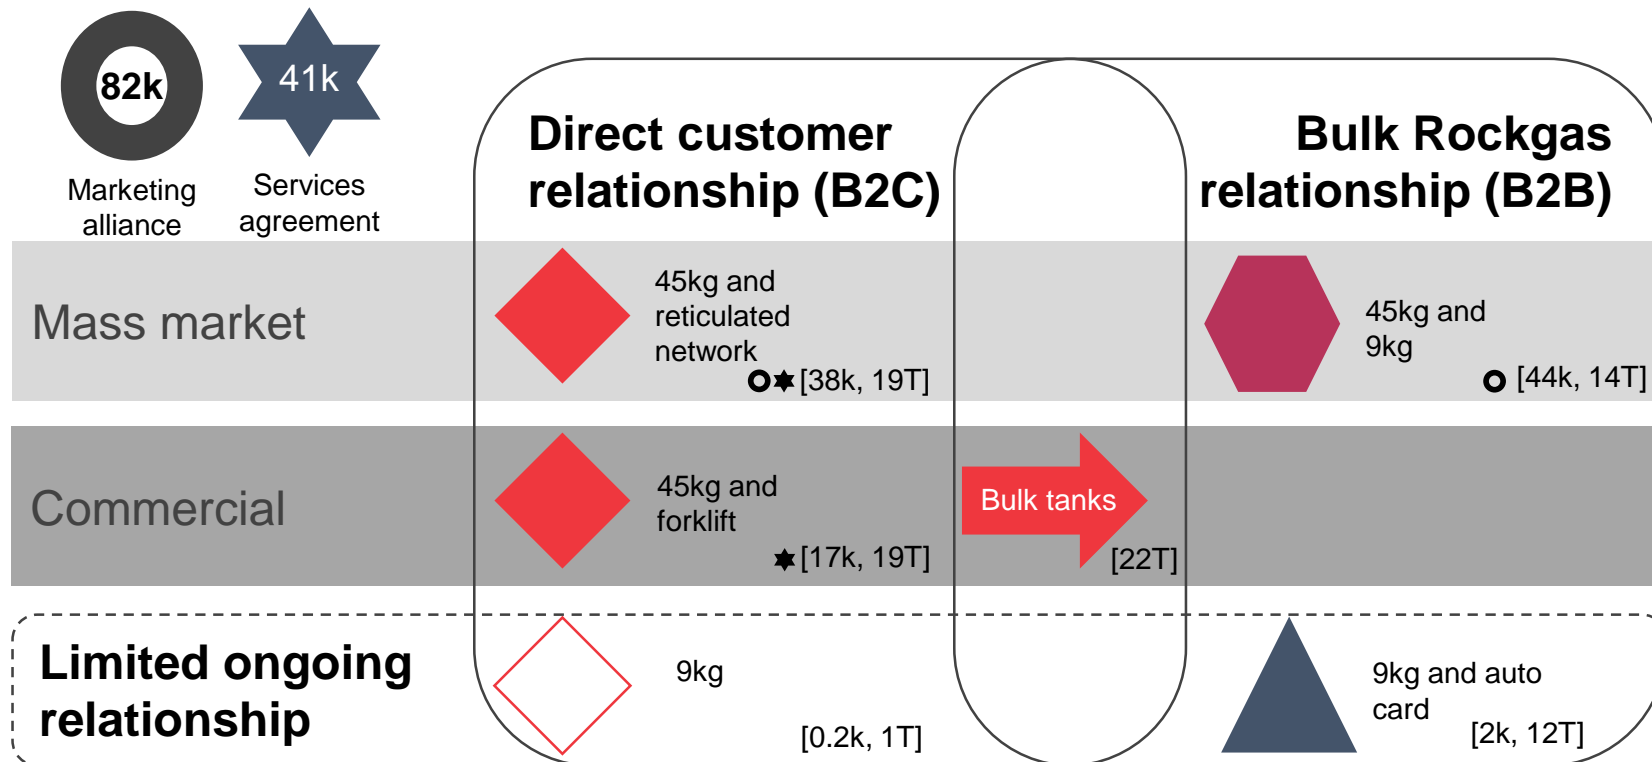 82k
41k
Marketing
alliance
Services
agreement
Direct customer
relationship (B2C)
Bulk Rockgas
relationship (B2B)
Mass market
45kg and
reticulated
network
[38k, 19T]
45kg and
9kg
[44k, 14T]
Commercial
45kg and
forklift
[17k, 19T]
Bulk tanks
[22T]
Limited ongoing
relationship
9kg
[0.2k, 1T]
9kg and auto
card
[2k, 12T]